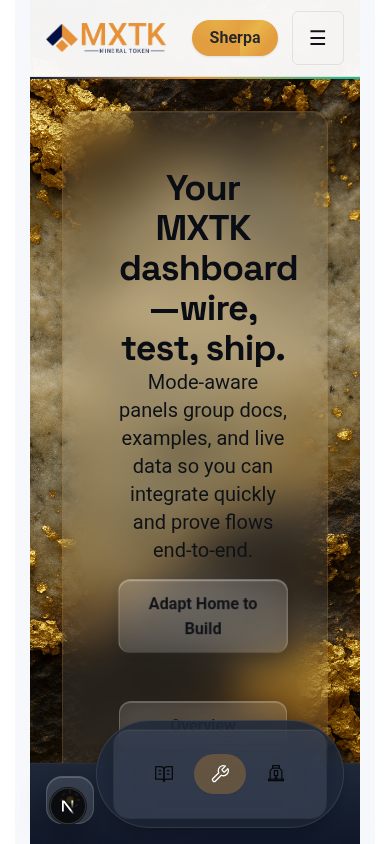 MXTK
MINERAL TOKEN
Sherpa
Your
MXTK
dashboard
—wire,
test, ship.
Mode-aware
panels group docs,
examples, and live
data so you can
integrate quickly
and prove flows
end-to-end.
Adapt Home to
Build
Overview
N